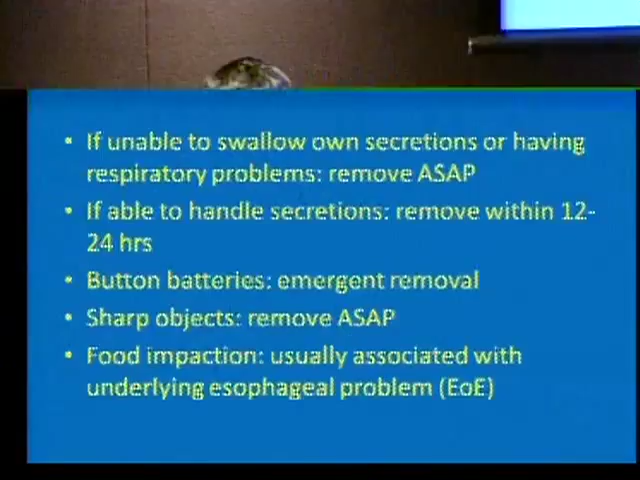 • If unable to swallow own secretions or having
respiratory problems: remove ASAP
• If able to handle secretions: remove within 12-
24 hrs
• Button batteries: emergent removal
• Sharp objects: remove ASAP
• Food impaction: usually associated with
underlying esophageal problem (EoE)